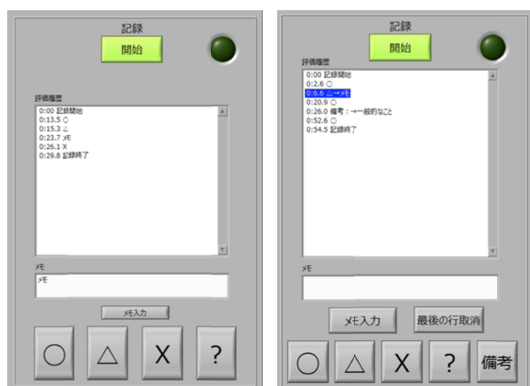 記録
開始
評価履歴
0:00 記録開始
0:13.5 ○
0:15.3 △
0:23.7 メモ
0:26.1 X
0:29.8 記録終了
メモ
メモ
メモ入力
○ △ X ?
記録
開始
評価履歴
0:00 記録開始
0:2.6 ○
0:6.6 △→メモ
0:20.9 ○
0:26.0 備考：→一般的なこと
0:52.6 ○
0:54.5 記録終了
メモ
メモ入力 最後の行取消
○ △ X ? 備考